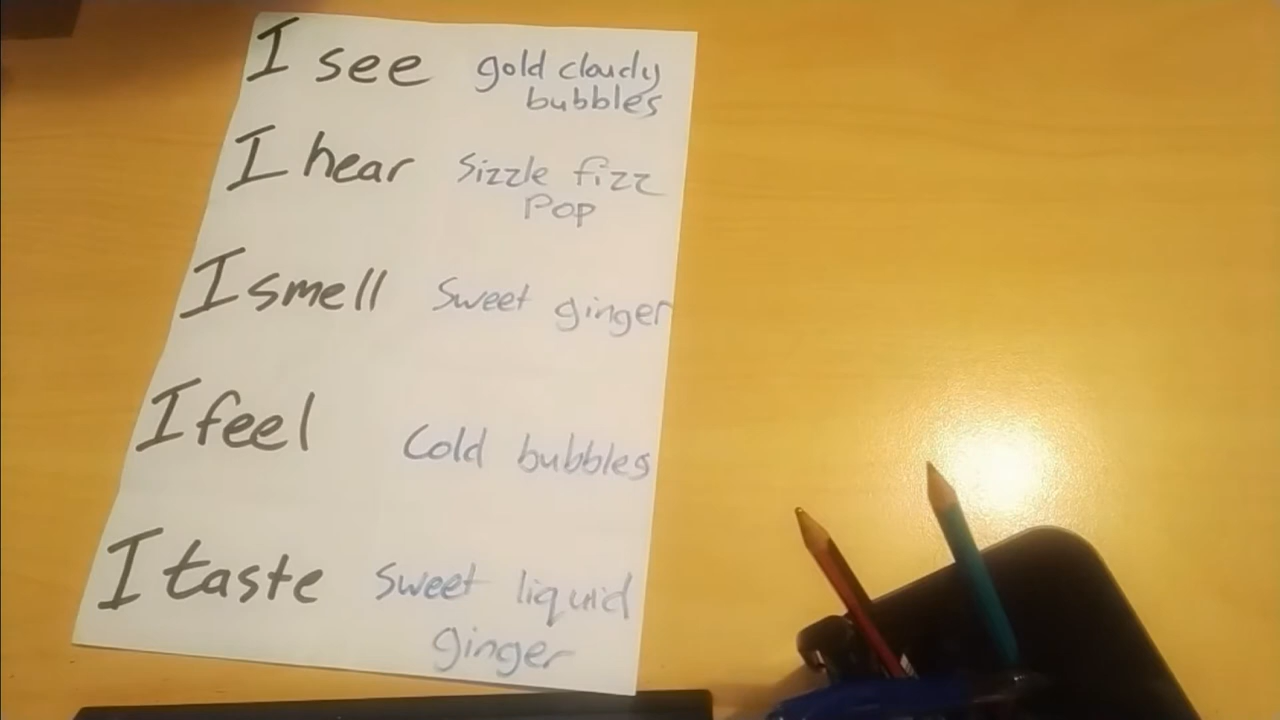 I see gold cloudy
bubbles
I hear Sizzle fizz
Pop
I smell Sweet ginger
I feel Cold bubbles
I taste Sweet liquid
ginger